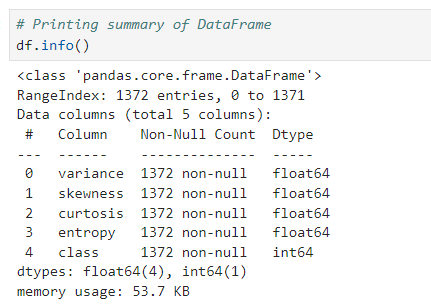 # Printing summary of DataFrame
df.info()
<class 'pandas.core.frame.DataFrame'>
RangeIndex: 1372 entries, 0 to 1371
Data columns (total 5 columns):
 #   Column    Non-Null Count  Dtype
---  ------    --------------  -----
 0   variance  1372 non-null   float64
 1   skewness  1372 non-null   float64
 2   curtosis  1372 non-null   float64
 3   entropy   1372 non-null   float64
 4   class     1372 non-null   int64
dtypes: float64(4), int64(1)
memory usage: 53.7 KB